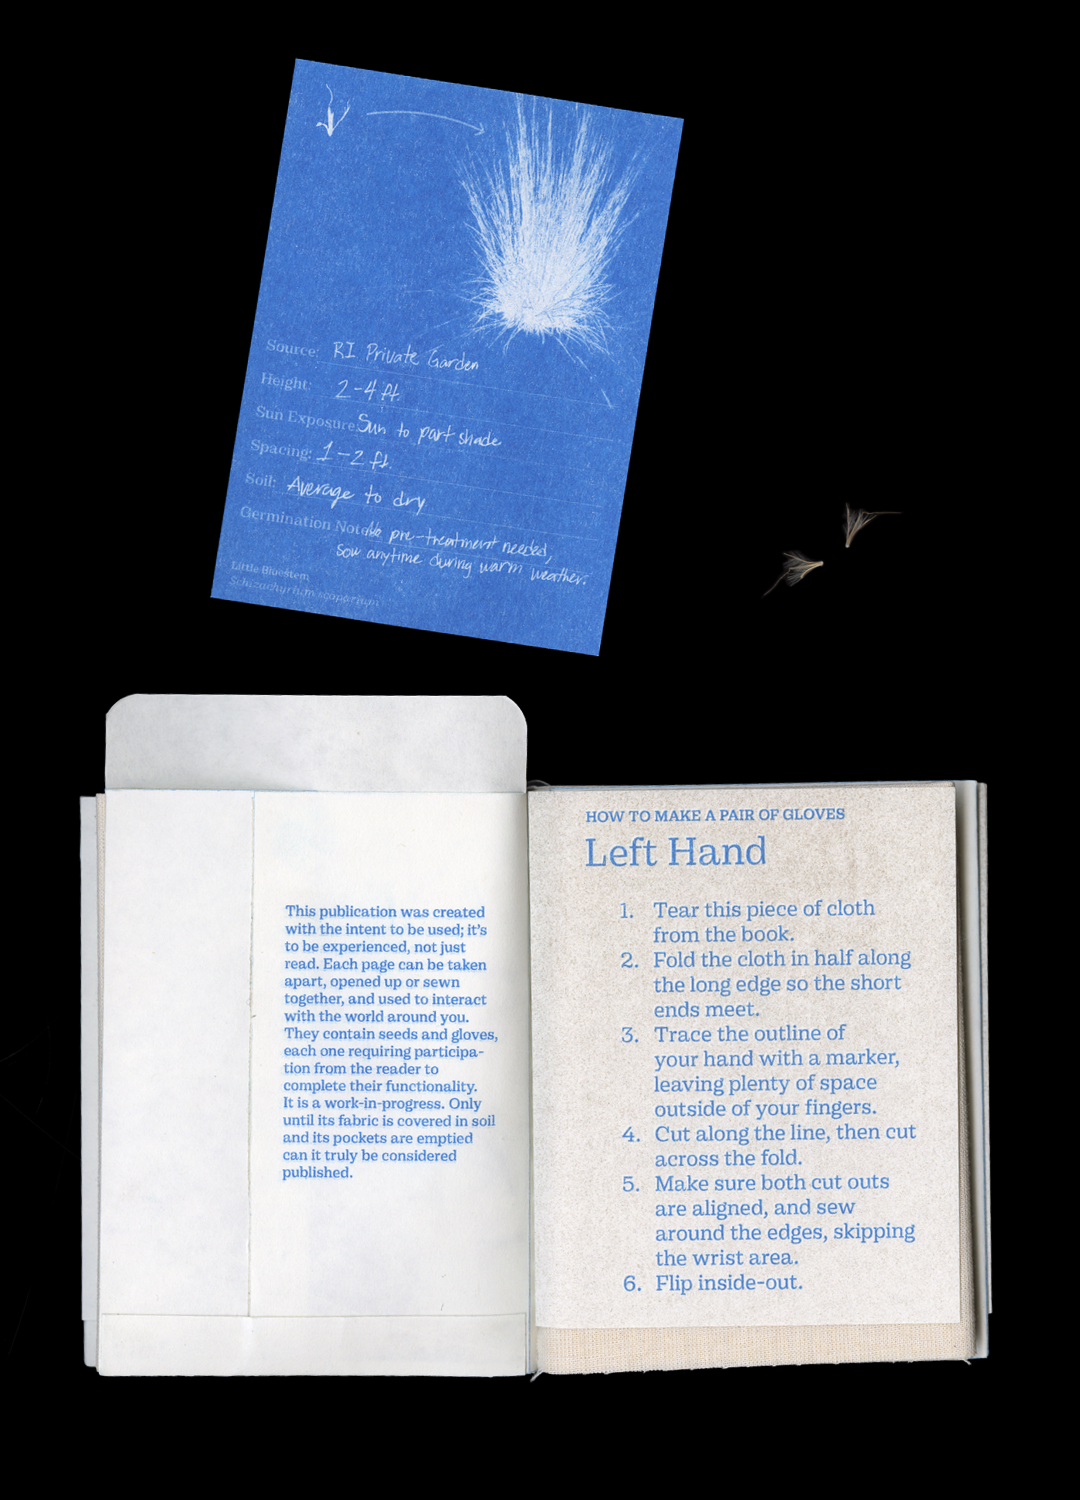 Source: RI Private Garden
Height: 2-4 ft.
Sun Exposure: Sun to part shade
Spacing: 1-2 ft.
Soil: Average to dry
Germination Notes: No pre-treatment needed,
sow anytime during warm weather.
Little Bluestem
Schizachyrium scoparium
This publication was created
with the intent to be used; it's
to be experienced, not just
read. Each page can be taken
apart, opened up or sewn
together, and used to interact
with the world around you.
They contain seeds and gloves,
each one requiring participa-
tion from the reader to
complete their functionality.
It is a work-in-progress. Only
until its fabric is covered in soil
and its pockets are emptied
can it truly be considered
published.
HOW TO MAKE A PAIR OF GLOVES
Left Hand
1. Tear this piece of cloth
from the book.
2. Fold the cloth in half along
the long edge so the short
ends meet.
3. Trace the outline of
your hand with a marker,
leaving plenty of space
outside of your fingers.
4. Cut along the line, then cut
across the fold.
5. Make sure both cut outs
are aligned, and sew
around the edges, skipping
the wrist area.
6. Flip inside-out.